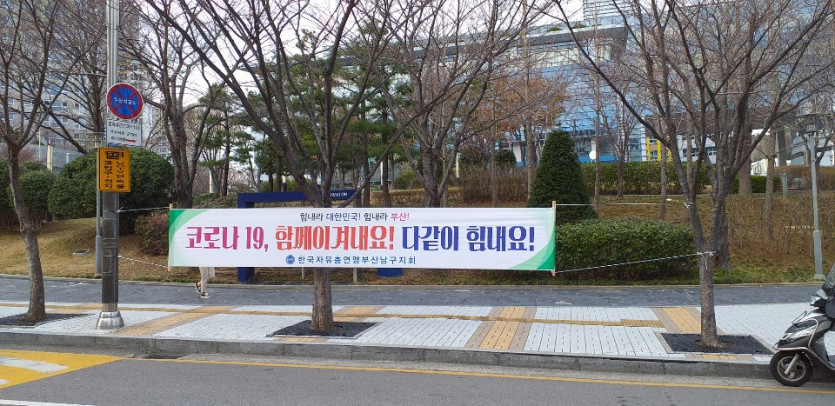 힘내라 대한민국! 힘내라 부산!
코로나 19, 함께이겨내요! 다같이 힘내요!
한국자유총연맹부산남구지회